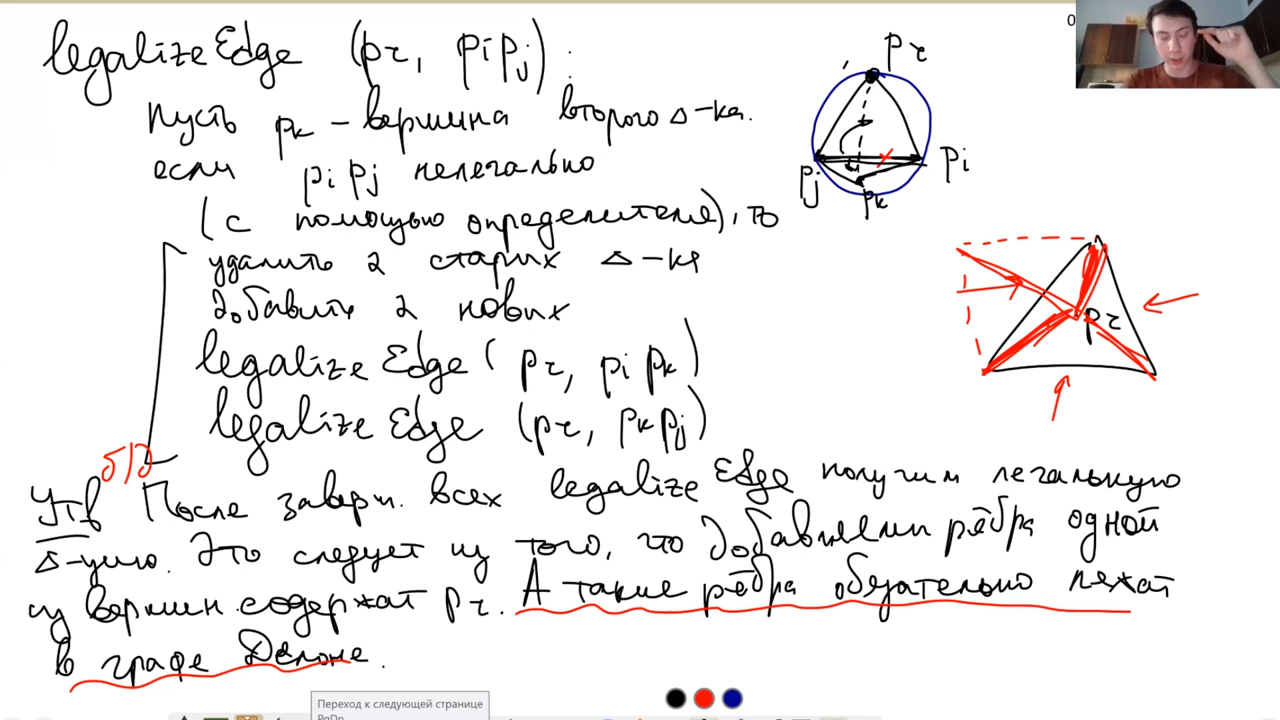 legalizeEdge (pr, pipj):
пусть pk - вершина второго Δ-ка.
если pipj нелегально
(с помощью определителя), то
удалить 2 старых Δ-ка
добавить 2 новых
legalizeEdge (pr, pipk)
legalizeEdge (pr, pkpj)
б/д
Утв После заверш. всех legalizeEdge получим легальную
Δ-цию. Это следует из того, что добавляем рёбра одной
из вершин содержат pr. А такие рёбра обязательно лежат
в графе Делоне.
pr
pj
pi
pk
pr
Переход к следующей странице
PgDn